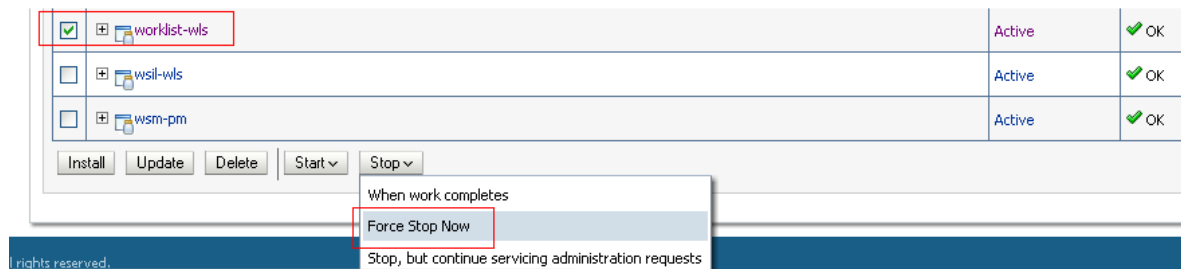 worklist-wls Active OK
wsil-wls Active OK
wsm-pm Active OK
Install Update Delete Start Stop
When work completes
Force Stop Now
Stop, but continue servicing administration requests
rights reserved.